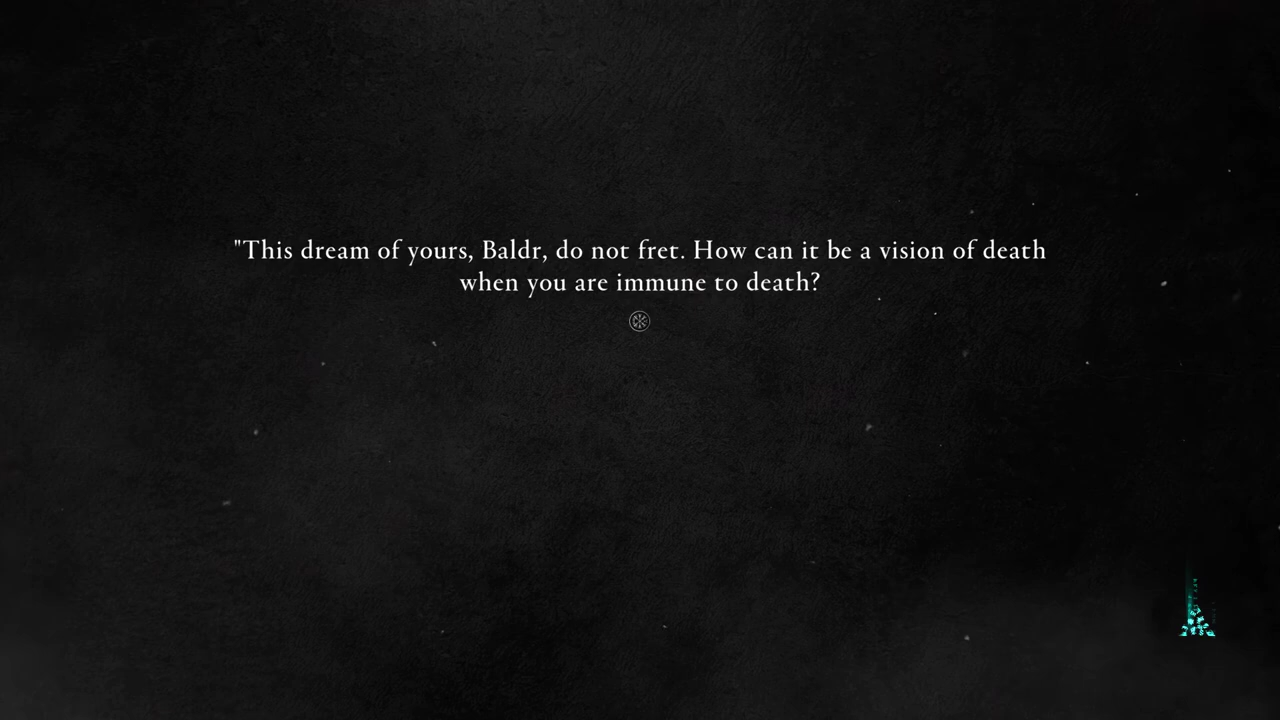 "This dream of yours, Baldr, do not fret. How can it be a vision of death
when you are immune to death?